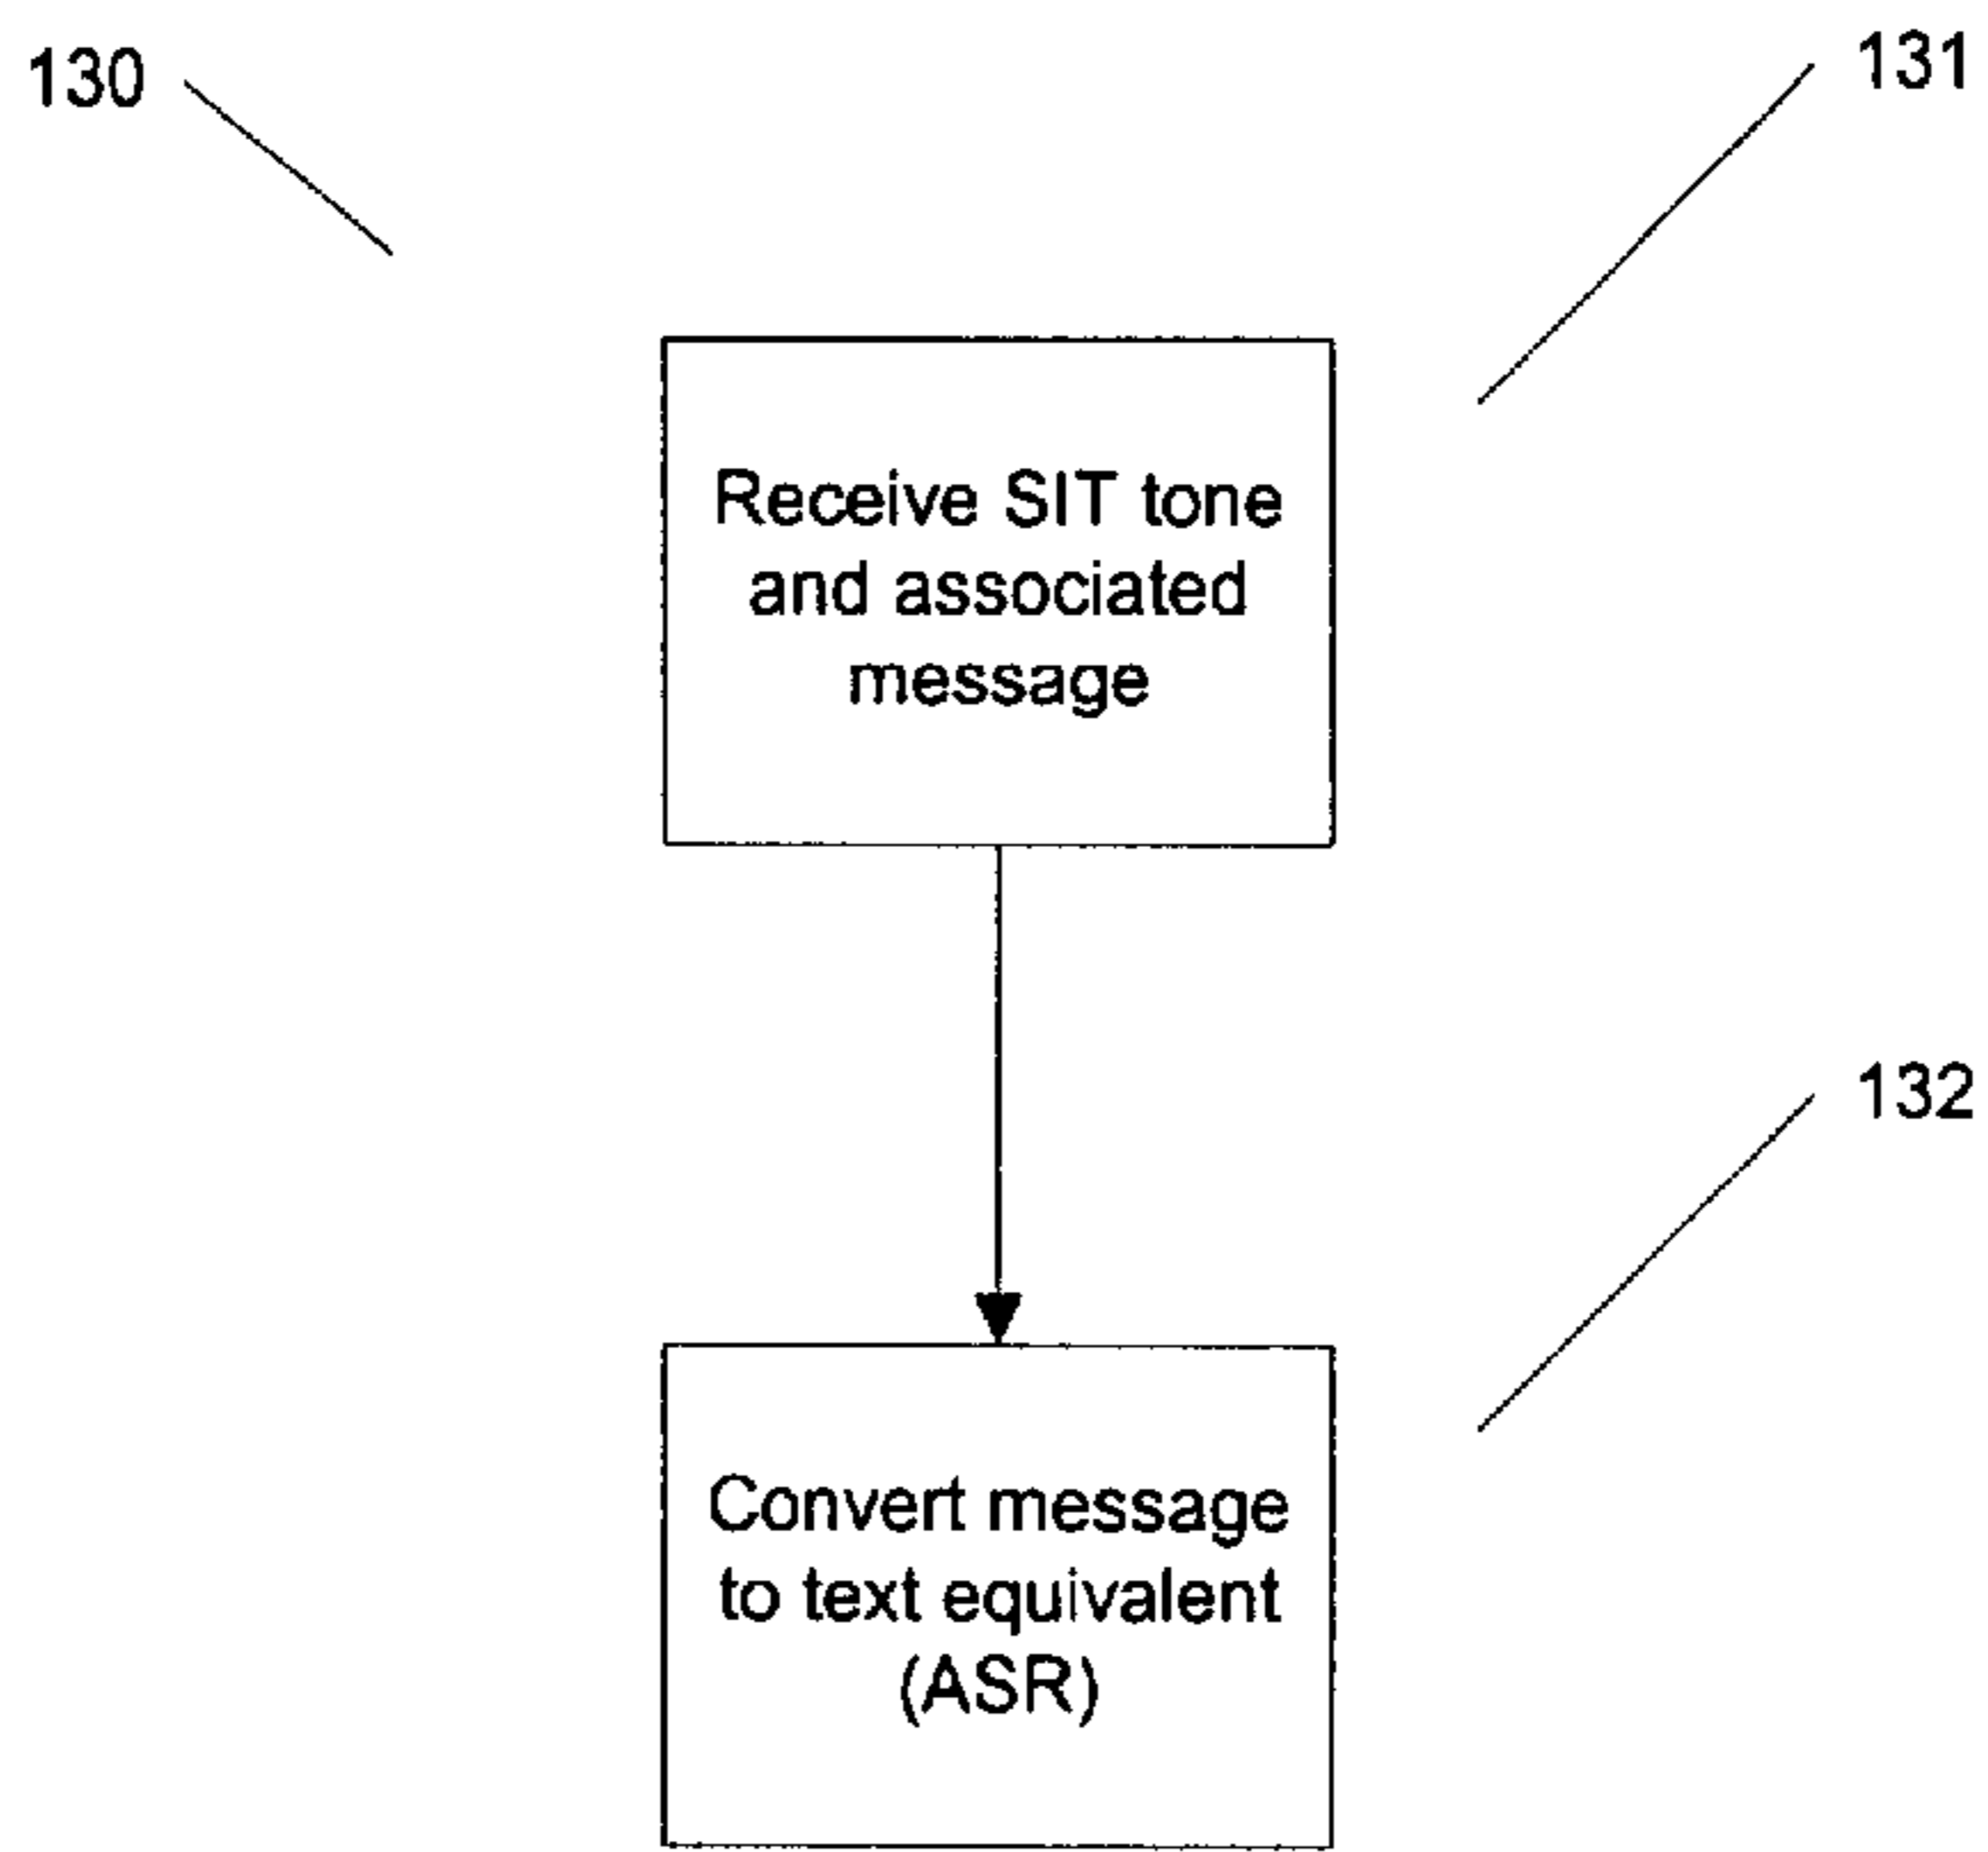 130
131
Receive SIT tone
and associated
message
132
Convert message
to text equivalent
(ASR)